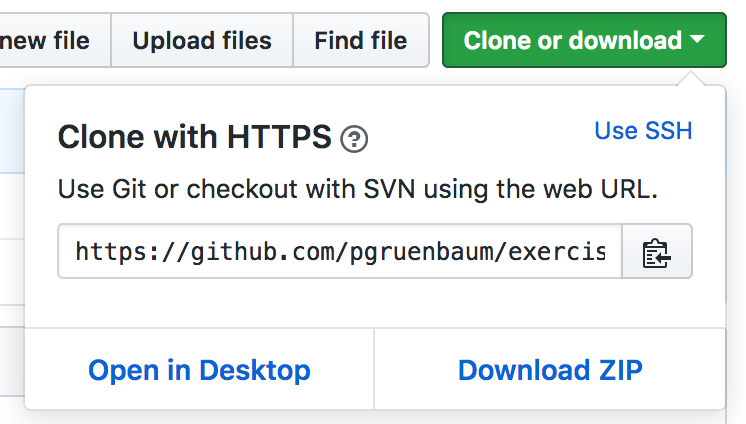 new file Upload files Find file Clone or download
Clone with HTTPS ?
Use SSH
Use Git or checkout with SVN using the web URL.
https://github.com/pgruenbaum/exercis
Open in Desktop Download ZIP